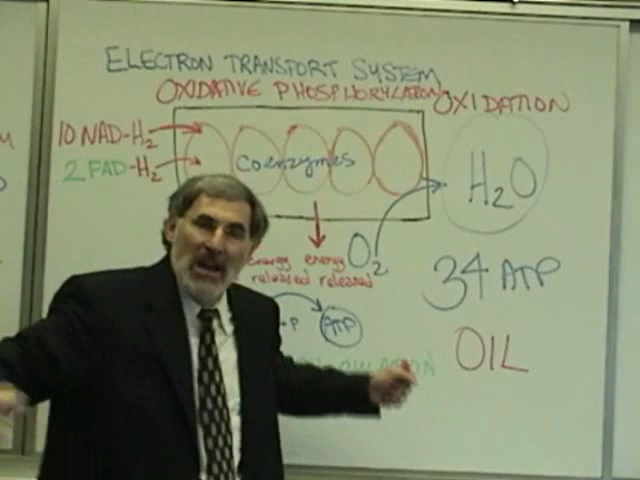 ELECTRON TRANSPORT SYSTEM
OXIDATIVE PHOSPHORYLATION
OXIDATION
10 NAD-H2
2 FAD-H2
Coenzymes
H2O
O2
energy energy
released released
34 ATP
P ATP
OIL